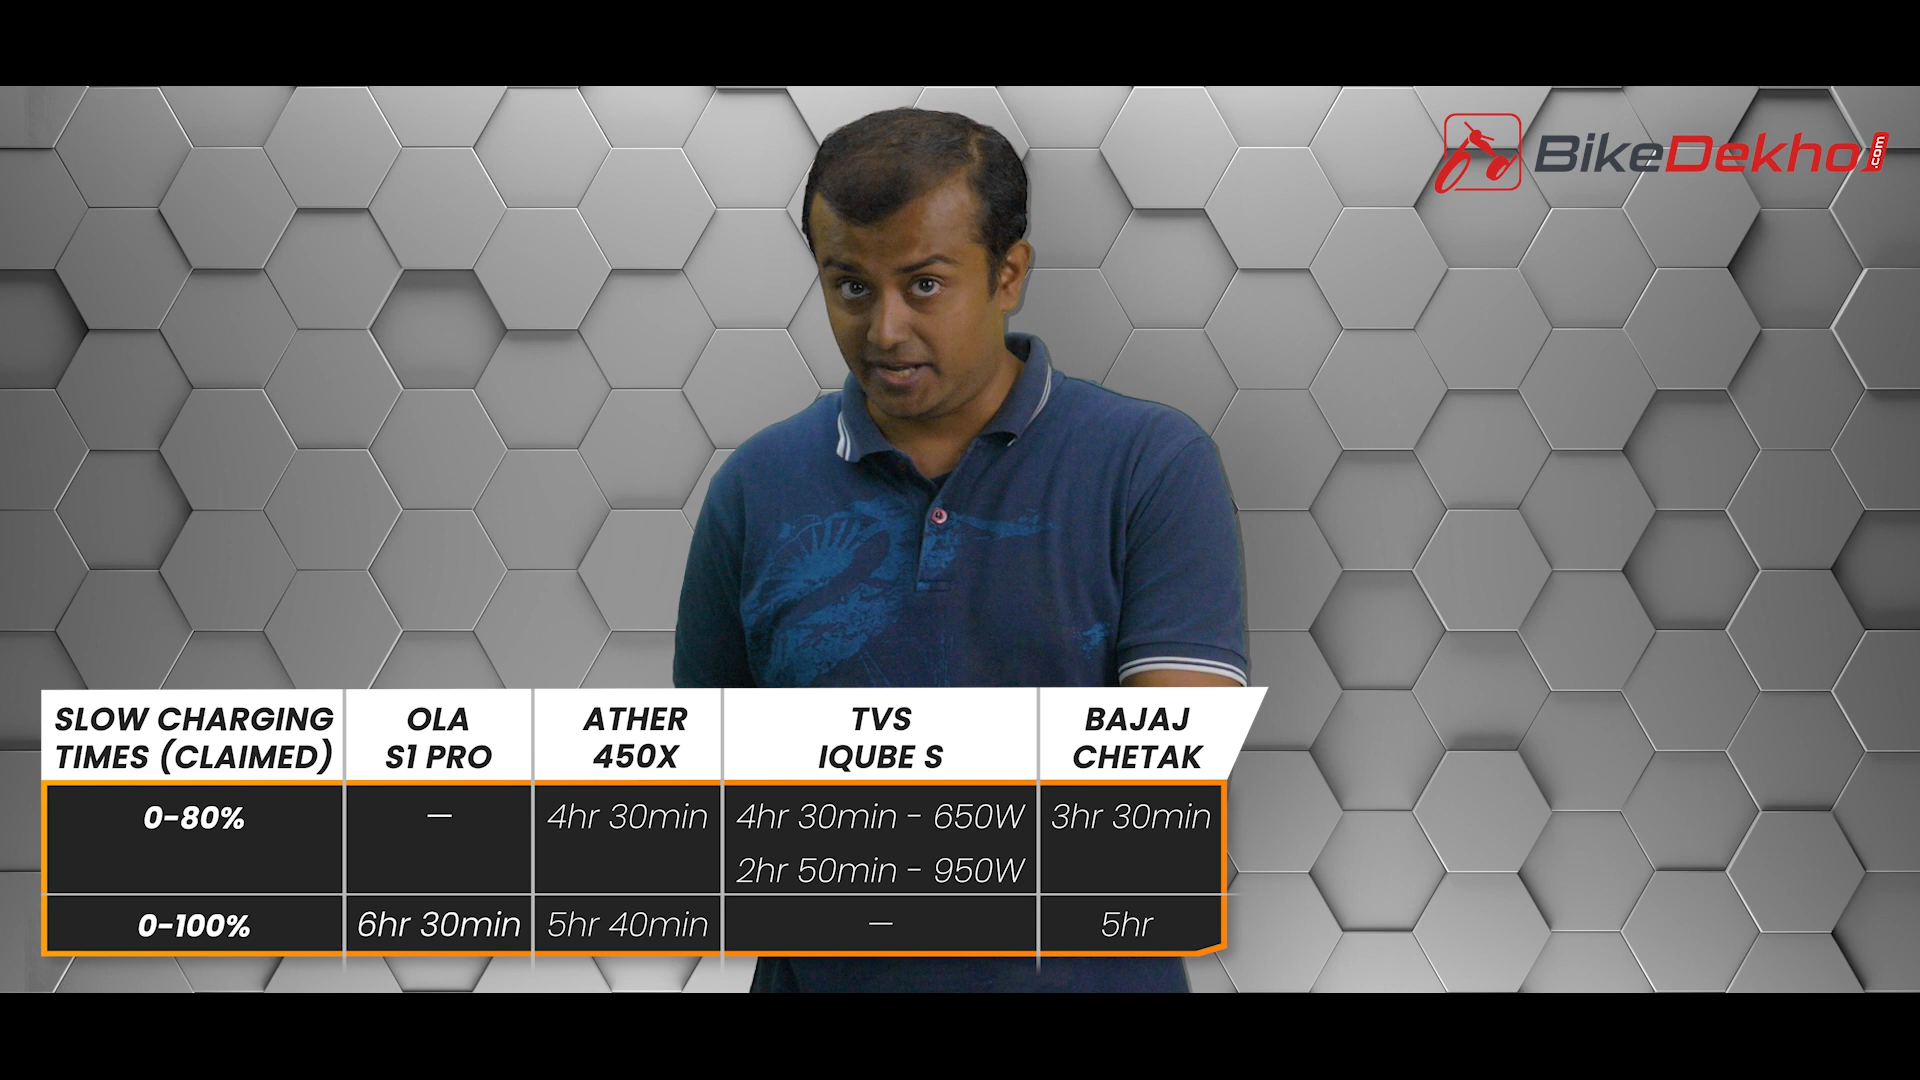 BikeDekho.com
SLOW CHARGING TIMES (CLAIMED) OLA S1 PRO ATHER 450X TVS IQUBE S BAJAJ CHETAK
0-80% — 4hr 30min 4hr 30min - 650W 3hr 30min
2hr 50min - 950W
0-100% 6hr 30min 5hr 40min — 5hr